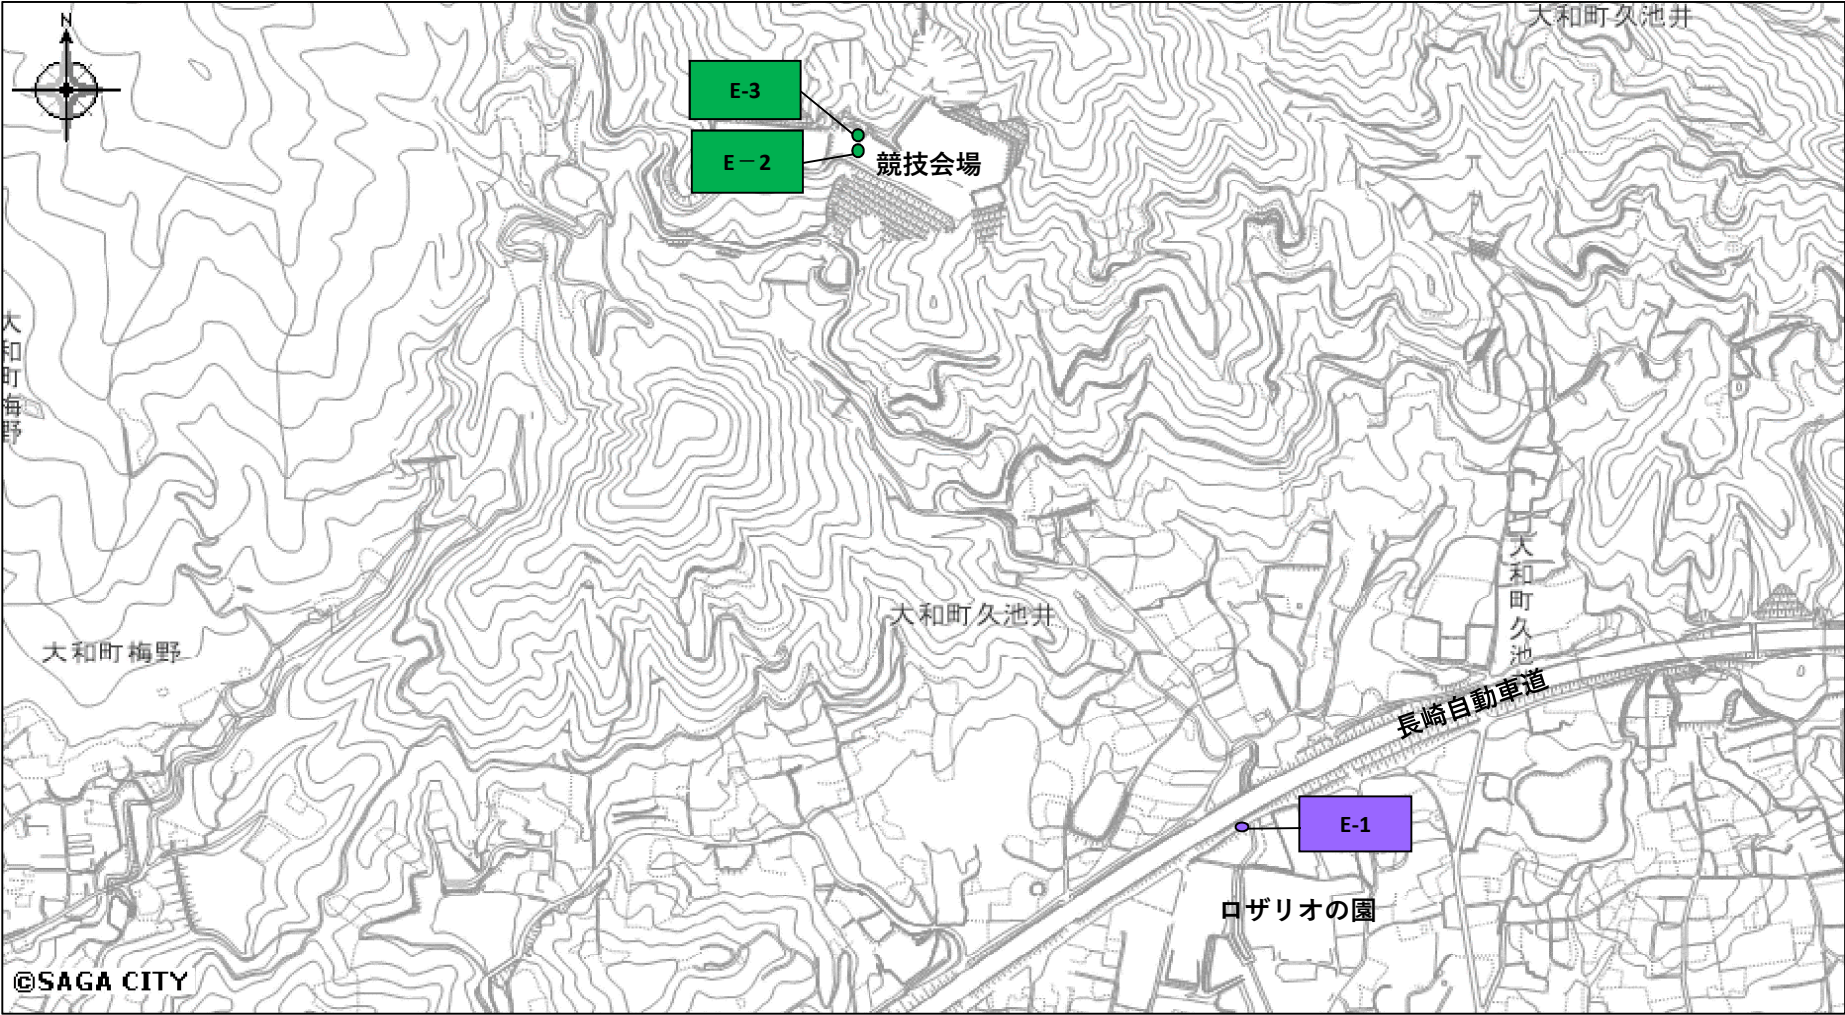 N
大和町久池井
E-3
E－2
競技会場
大和町梅野
大和町久池
大和町久池井
大和町梅野
長崎自動車道
E-1
ロザリオの園
©SAGA CITY